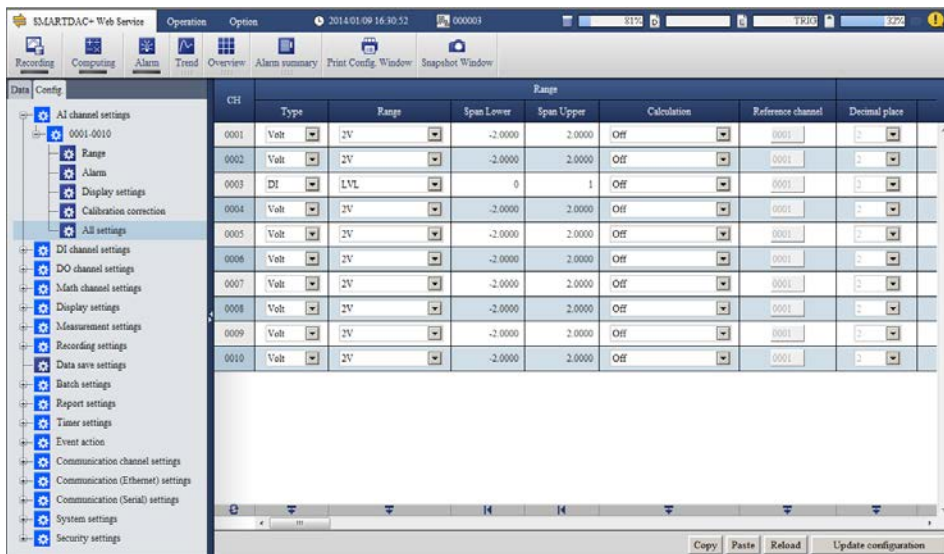 SMARTDAC+ Web Service Operation Option 2014/01/09 16:30:52 000003 81% D E TRIG 32%
Recording Computing Alarm Trend Overview Alarm summary Print Config. Window Snapshot Window
Data Config.
AI channel settings
0001-0010
Range
Alarm
Display settings
Calibration correction
All settings
DI channel settings
DO channel settings
Math channel settings
Display settings
Measurement settings
Recording settings
Data save settings
Batch settings
Report settings
Timer settings
Event action
Communication channel settings
Communication (Ethernet) settings
Communication (Serial) settings
System settings
Security settings
CH Range
Type Range Span Lower Span Upper Calculation Reference channel Decimal place
0001 Volt 2V -2.0000 2.0000 Off 0001 2
0002 Volt 2V -2.0000 2.0000 Off 0001 2
0003 DI LVL 0 1 Off 0001 2
0004 Volt 2V -2.0000 2.0000 Off 0001 2
0005 Volt 2V -2.0000 2.0000 Off 0001 2
0006 Volt 2V -2.0000 2.0000 Off 0001 2
0007 Volt 2V -2.0000 2.0000 Off 0001 2
0008 Volt 2V -2.0000 2.0000 Off 0001 2
0009 Volt 2V -2.0000 2.0000 Off 0001 2
0010 Volt 2V -2.0000 2.0000 Off 0001 2
Copy Paste Reload Update configuration